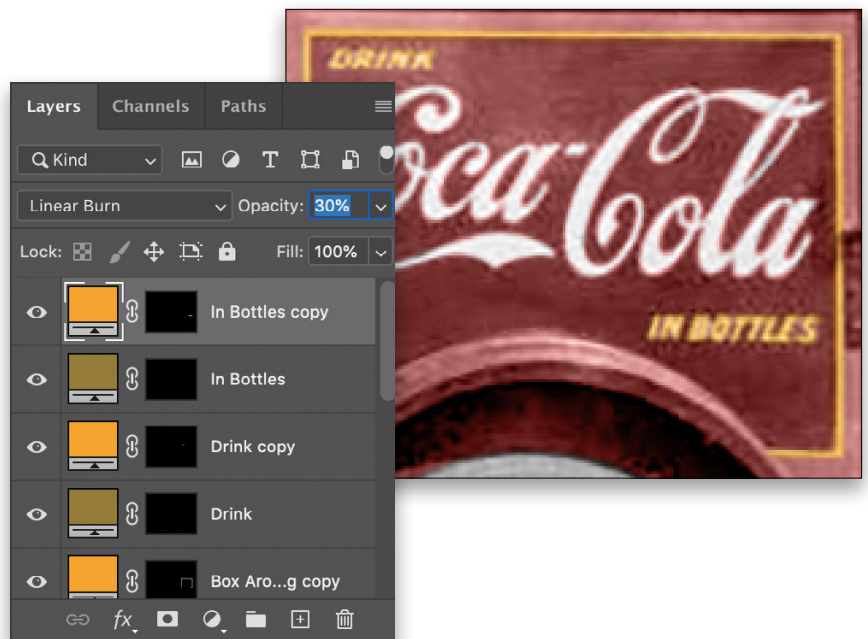 DRINK
Coca-Cola
IN BOTTLES
Layers Channels Paths
Kind
Linear Burn Opacity: 30%
Lock: Fill: 100%
In Bottles copy
In Bottles
Drink copy
Drink
Box Aro...g copy
fx